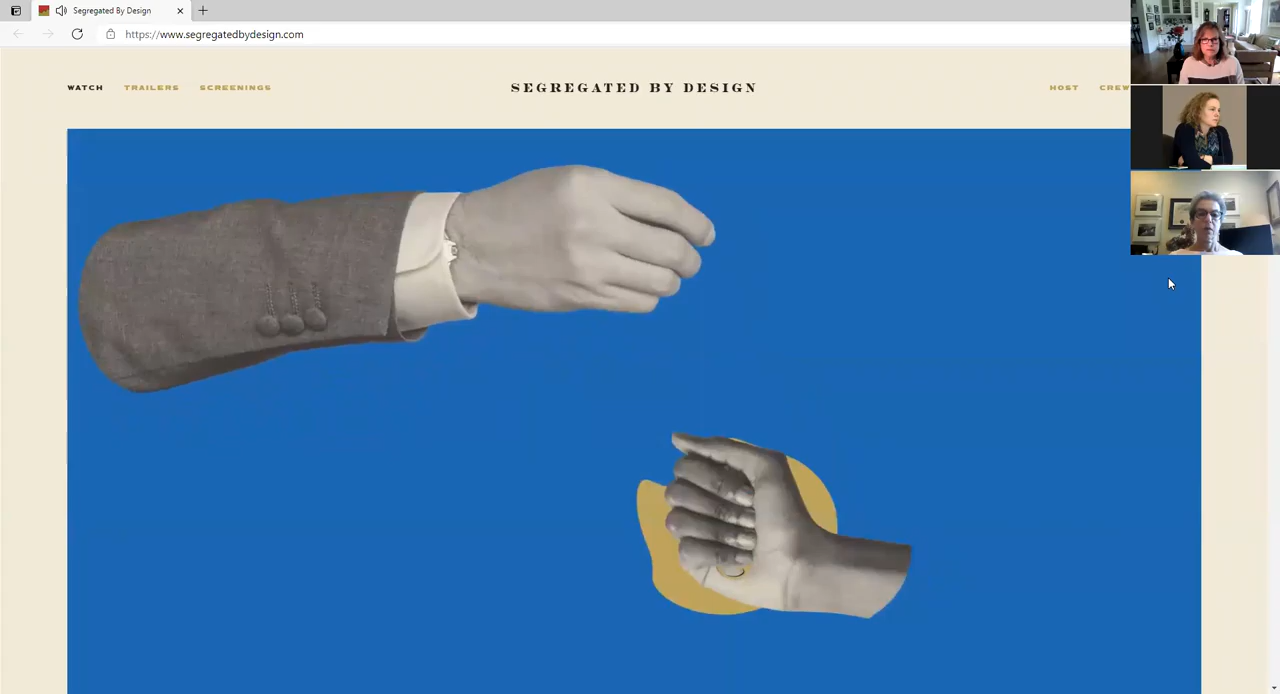 Segregated By Design
https://www.segregatedbydesign.com
WATCH TRAILERS SCREENINGS SEGREGATED BY DESIGN HOST CREW